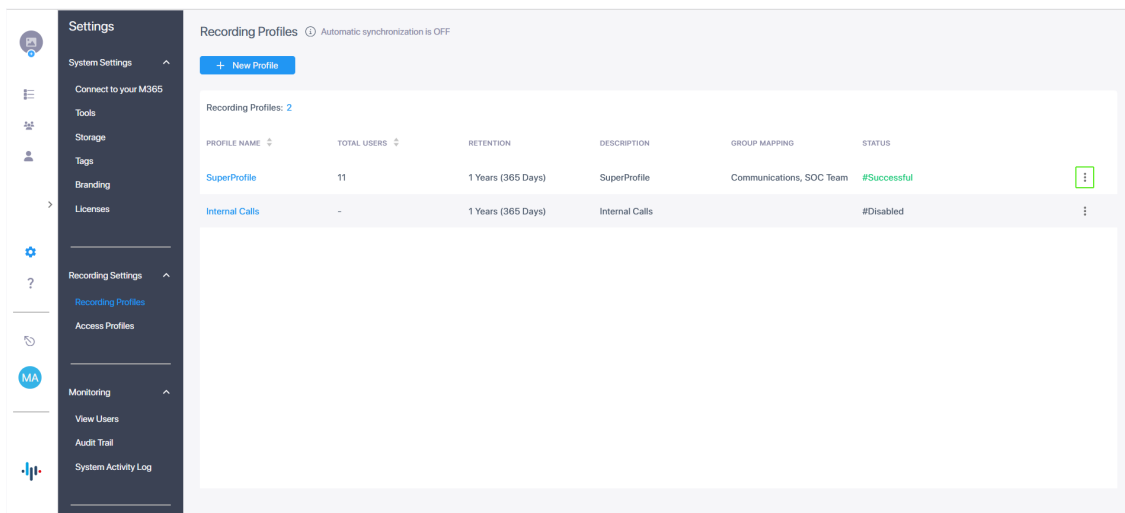 Settings
System Settings
Connect to your M365
Tools
Storage
Tags
Branding
Licenses
Recording Settings
Recording Profiles
Access Profiles
Monitoring
View Users
Audit Trail
System Activity Log
?
MA
Recording Profiles Automatic synchronization is OFF
+ New Profile
Recording Profiles: 2
PROFILE NAME TOTAL USERS RETENTION DESCRIPTION GROUP MAPPING STATUS
SuperProfile 11 1 Years (365 Days) SuperProfile Communications, SOC Team #Successful
Internal Calls - 1 Years (365 Days) Internal Calls #Disabled